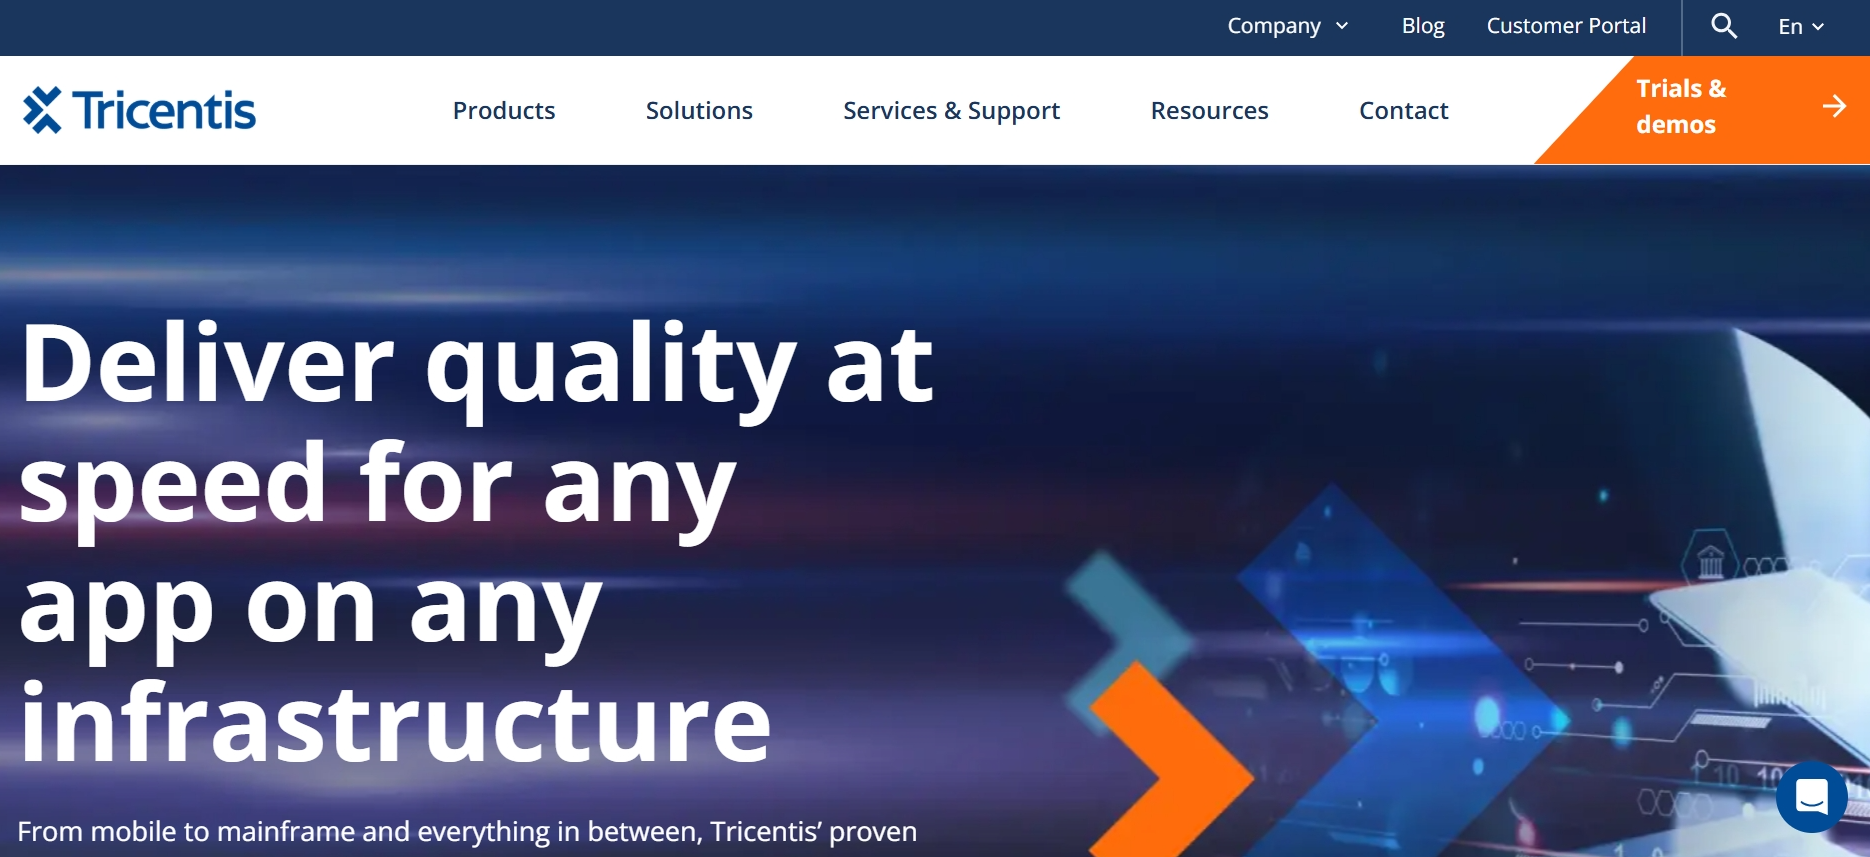 Company Blog Customer Portal En
Tricentis Products Solutions Services & Support Resources Contact
Trials &
demos
Deliver quality at
speed for any
app on any
infrastructure
From mobile to mainframe and everything in between, Tricentis’ proven